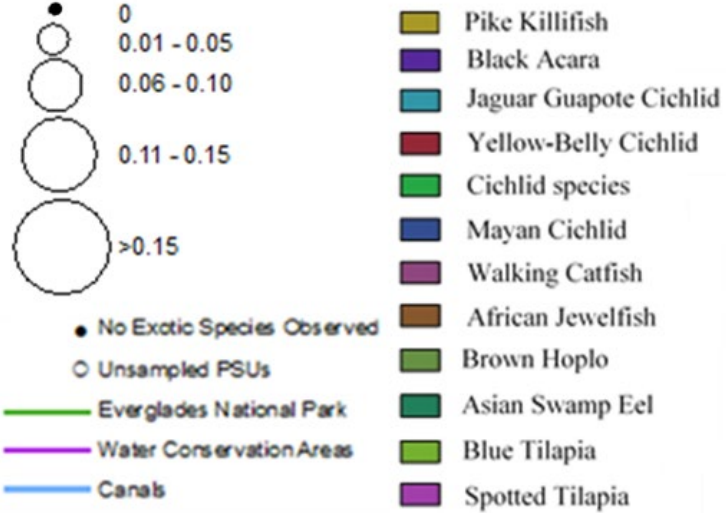 0
0.01 - 0.05
0.06 - 0.10
0.11 - 0.15
>0.15
No Exotic Species Observed
Unsampled PSUs
Everglades National Park
Water Conservation Areas
Canals
Pike Killifish
Black Acara
Jaguar Guapote Cichlid
Yellow-Belly Cichlid
Cichlid species
Mayan Cichlid
Walking Catfish
African Jewelfish
Brown Hoplo
Asian Swamp Eel
Blue Tilapia
Spotted Tilapia